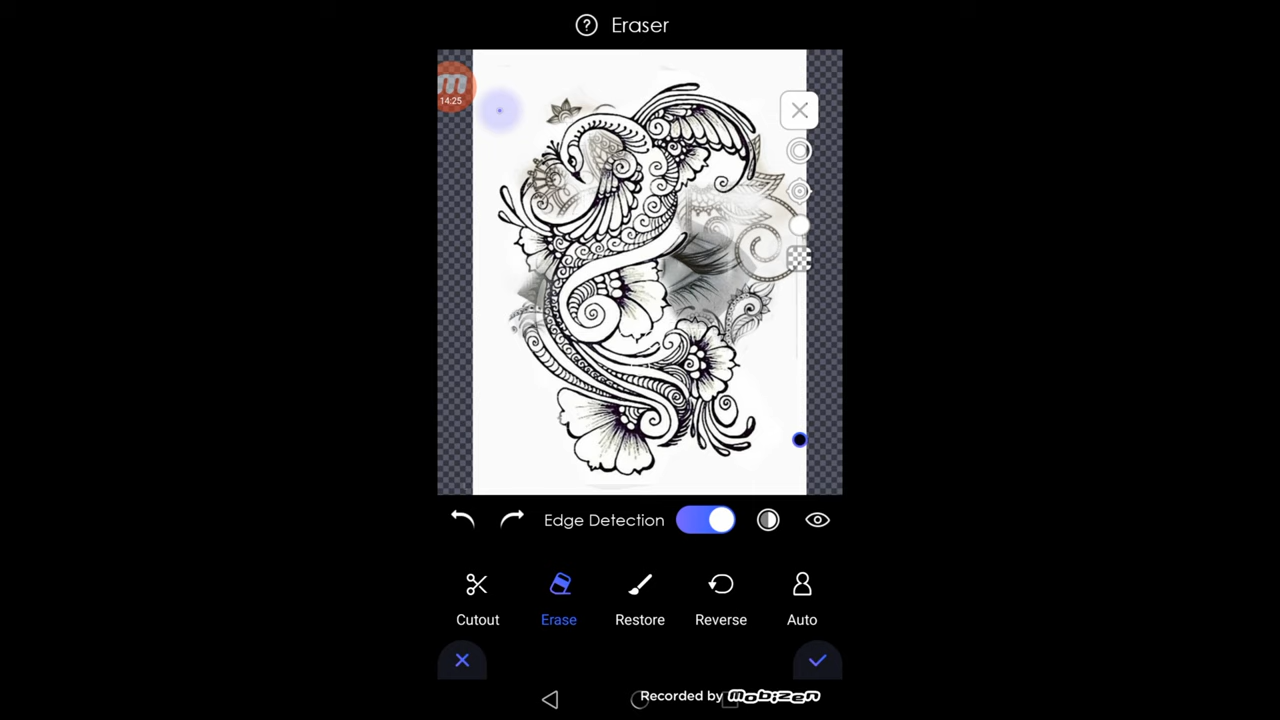 Eraser
14:25
Edge Detection
Cutout
Erase
Restore
Reverse
Auto
Recorded by mobizen